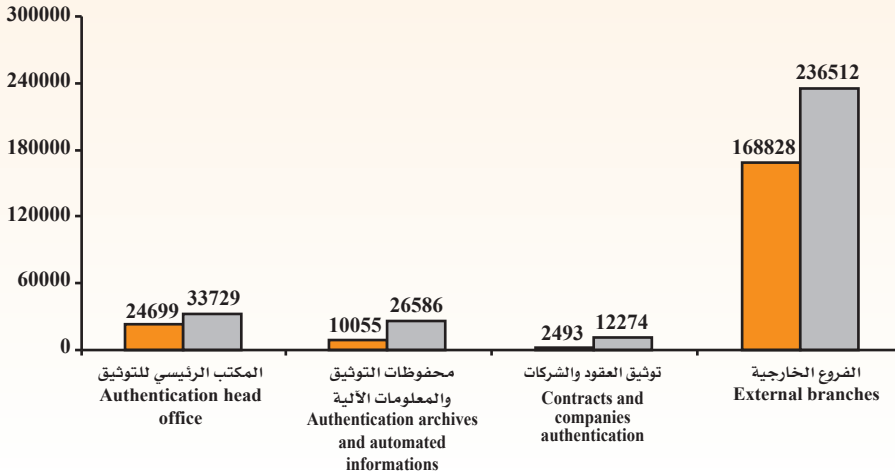 300000
240000
180000
120000
60000
0
24699
33729
10055
26586
2493
12274
168828
236512
المكتب الرئيسي للتوثيق
Authentication head
office
محفوظات التوثيق
والمعلومات الآلية
Authentication archives
and automated
informations
توثيق العقود والشركات
Contracts and
companies
authentication
الفروع الخارجية
External branches